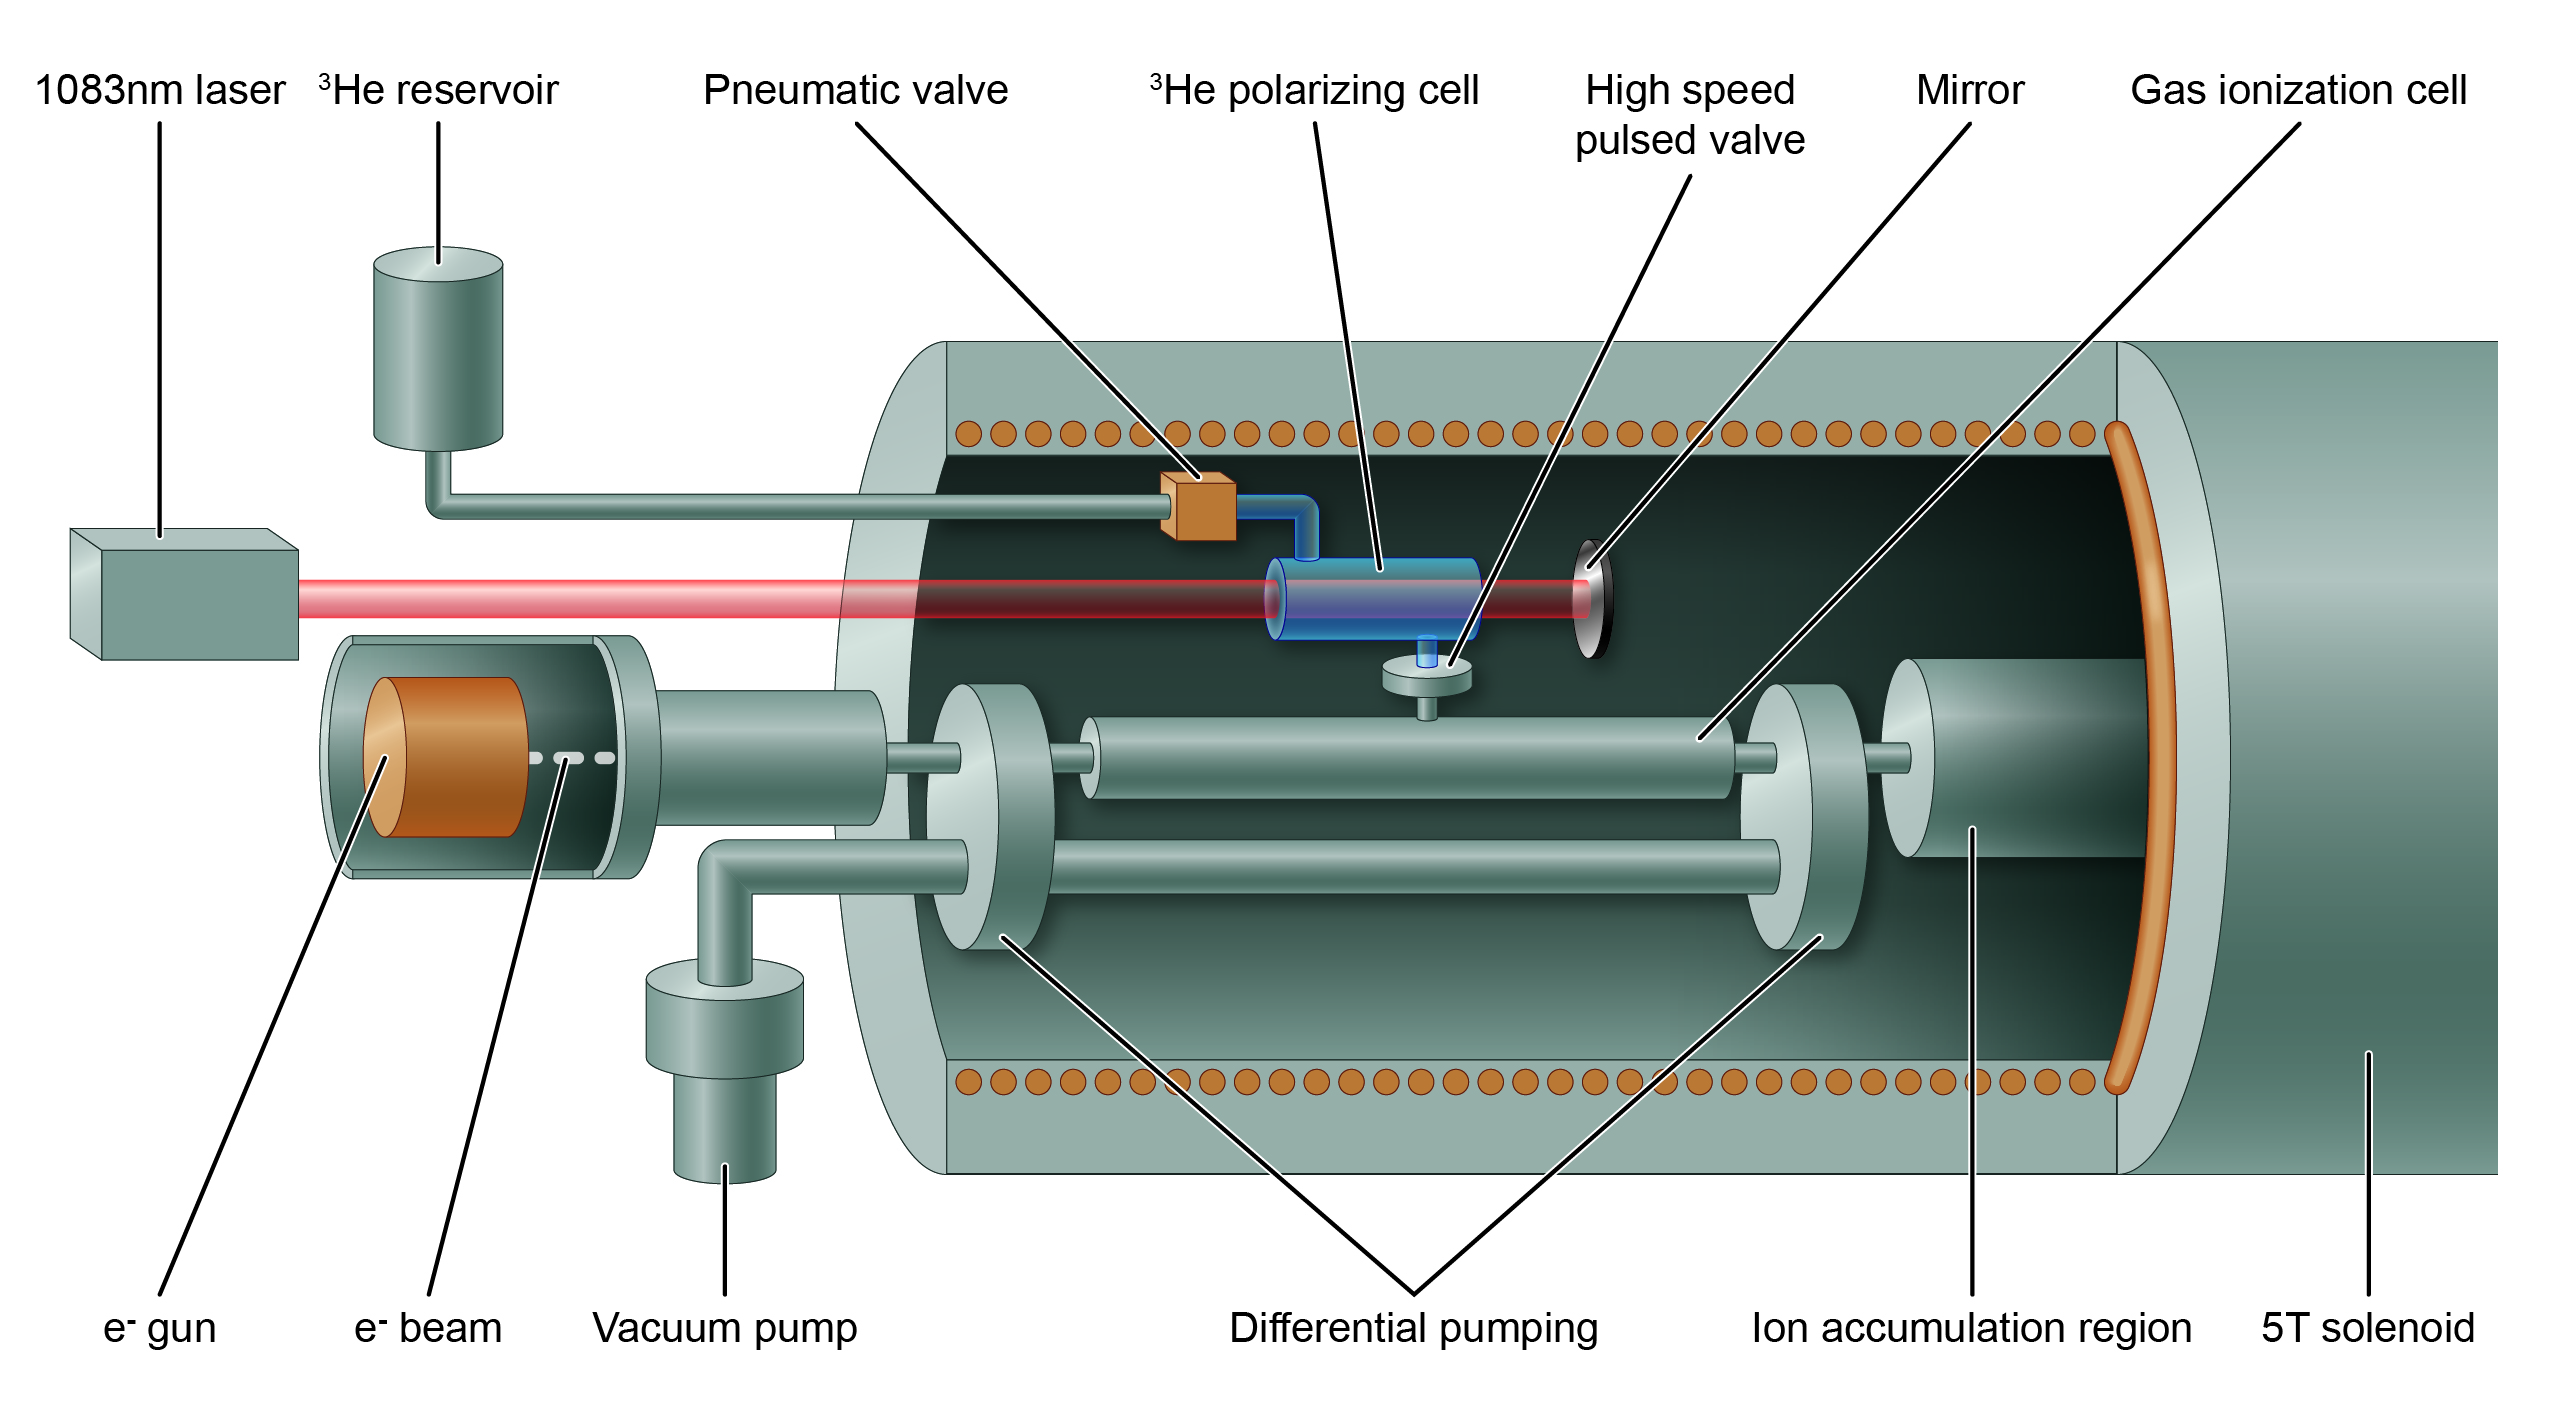 1083nm laser
³He reservoir
Pneumatic valve
³He polarizing cell
High speed
pulsed valve
Mirror
Gas ionization cell
e⁻ gun
e⁻ beam
Vacuum pump
Differential pumping
Ion accumulation region
5T solenoid